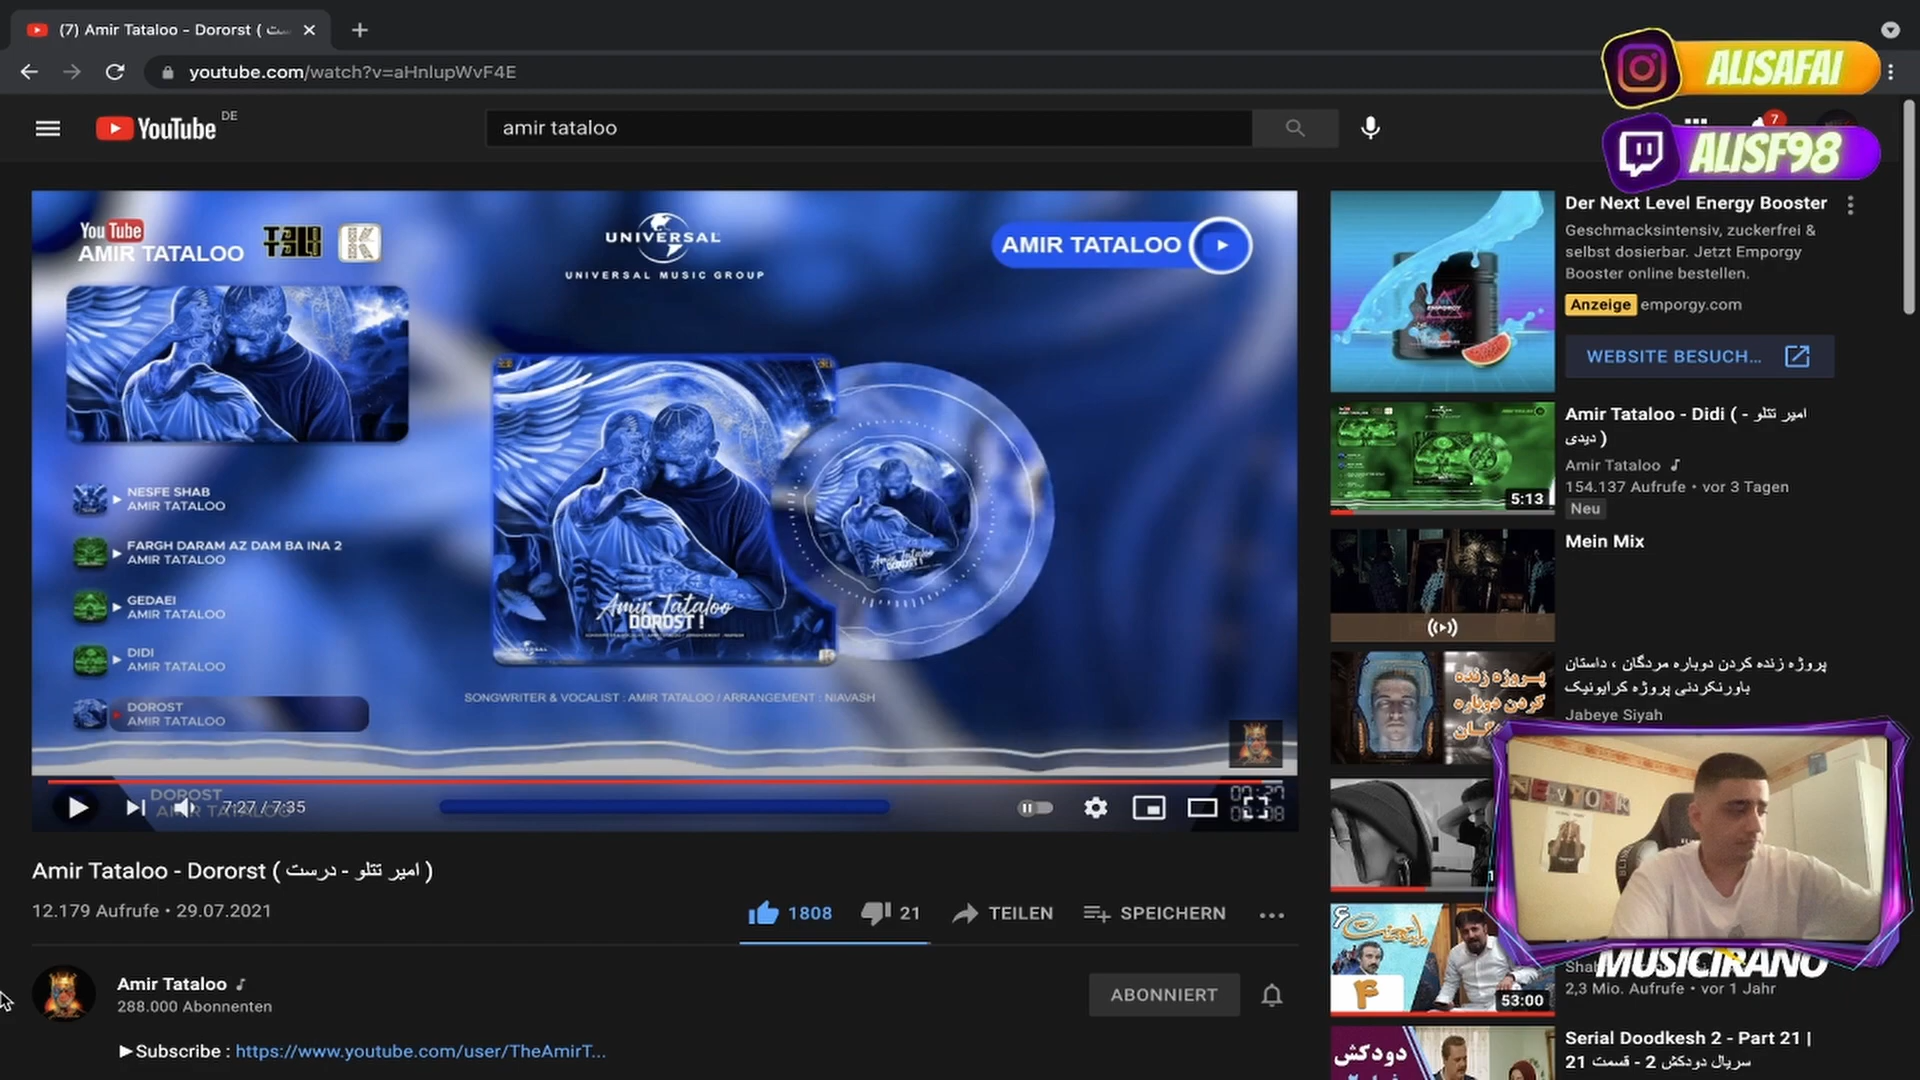 (7) Amir Tataloo - Dororst (
youtube.com/watch?v=aHnlupWvF4E
ALISAFAI
YouTube DE
amir tataloo
7
ALISF98
You Tube
AMIR TATALOO
UNIVERSAL
UNIVERSAL MUSIC GROUP
AMIR TATALOO
NESFE SHAB
AMIR TATALOO
FARGH DARAM AZ DAM BA INA 2
AMIR TATALOO
GEDAEI
AMIR TATALOO
DIDI
AMIR TATALOO
DOROST
AMIR TATALOO
Amir Tataloo
DOROST !
SONGWRITER & VOCALIST : AMIR TATALOO / ARRANGEMENT : NIAVASH
DOROST
7:27 / 7:35
Amir Tataloo - Dororst ( امیر تتلو - درست )
12.179 Aufrufe • 29.07.2021
1808
21
TEILEN
SPEICHERN
Amir Tataloo
288.000 Abonnenten
ABONNIERT
►Subscribe : https://www.youtube.com/user/TheAmirT...
Der Next Level Energy Booster
Geschmacksintensiv, zuckerfrei &
selbst dosierbar. Jetzt Emporgy
Booster online bestellen.
Anzeige emporgy.com
WEBSITE BESUCH...
Amir Tataloo - Didi ( امیر تتلو -
دیدی )
Amir Tataloo
154.137 Aufrufe • vor 3 Tagen
Neu
5:13
Mein Mix
پروژه زنده کردن دوباره مردگان ، داستان
باورنکردنی پروژه کرایونیک
Jabeye Siyah
پروژه زنده
کردن دوباره
NEWYORK
MUSICIRANO
2,3 Mio. Aufrufe • vor 1 Jahr
53:00
Serial Doodkesh 2 - Part 21 |
سریال دودکش 2 - قسمت 21
دودکش